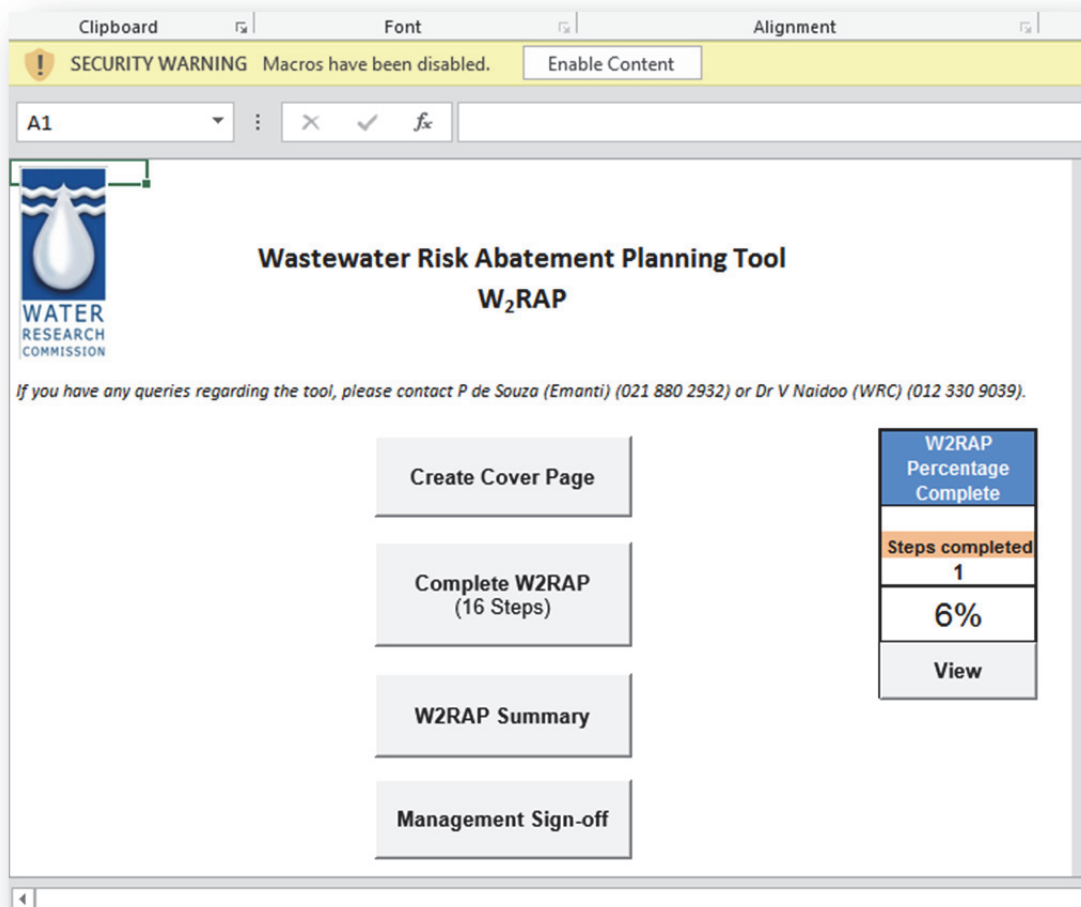 Clipboard Font Alignment
! SECURITY WARNING Macros have been disabled. Enable Content
A1 fx
WATER
RESEARCH
COMMISSION
Wastewater Risk Abatement Planning Tool
W₂RAP
If you have any queries regarding the tool, please contact P de Souza (Emanti) (021 880 2932) or Dr V Naidoo (WRC) (012 330 9039).
Create Cover Page
Complete W2RAP
(16 Steps)
W2RAP Summary
Management Sign-off
W2RAP
Percentage
Complete
Steps completed
1
6%
View